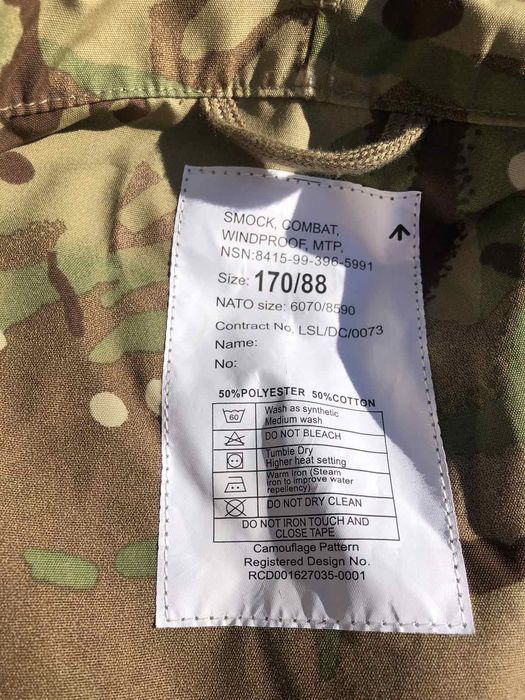 SMOCK, COMBAT,
WINDPROOF, MTP,
NSN:8415-99-396-5991
Size: 170/88
NATO size: 6070/8590
Contract No. LSL/DC/0073
Name:
No:
50%POLYESTER 50%COTTON
60
Wash as synthetic
Medium wash
DO NOT BLEACH
Tumble Dry
Higher heat setting
Warm Iron (Steam
iron to improve water
repellency)
DO NOT DRY CLEAN
DO NOT IRON TOUCH AND
CLOSE TAPE
Camouflage Pattern
Registered Design No.
RCD001627035-0001